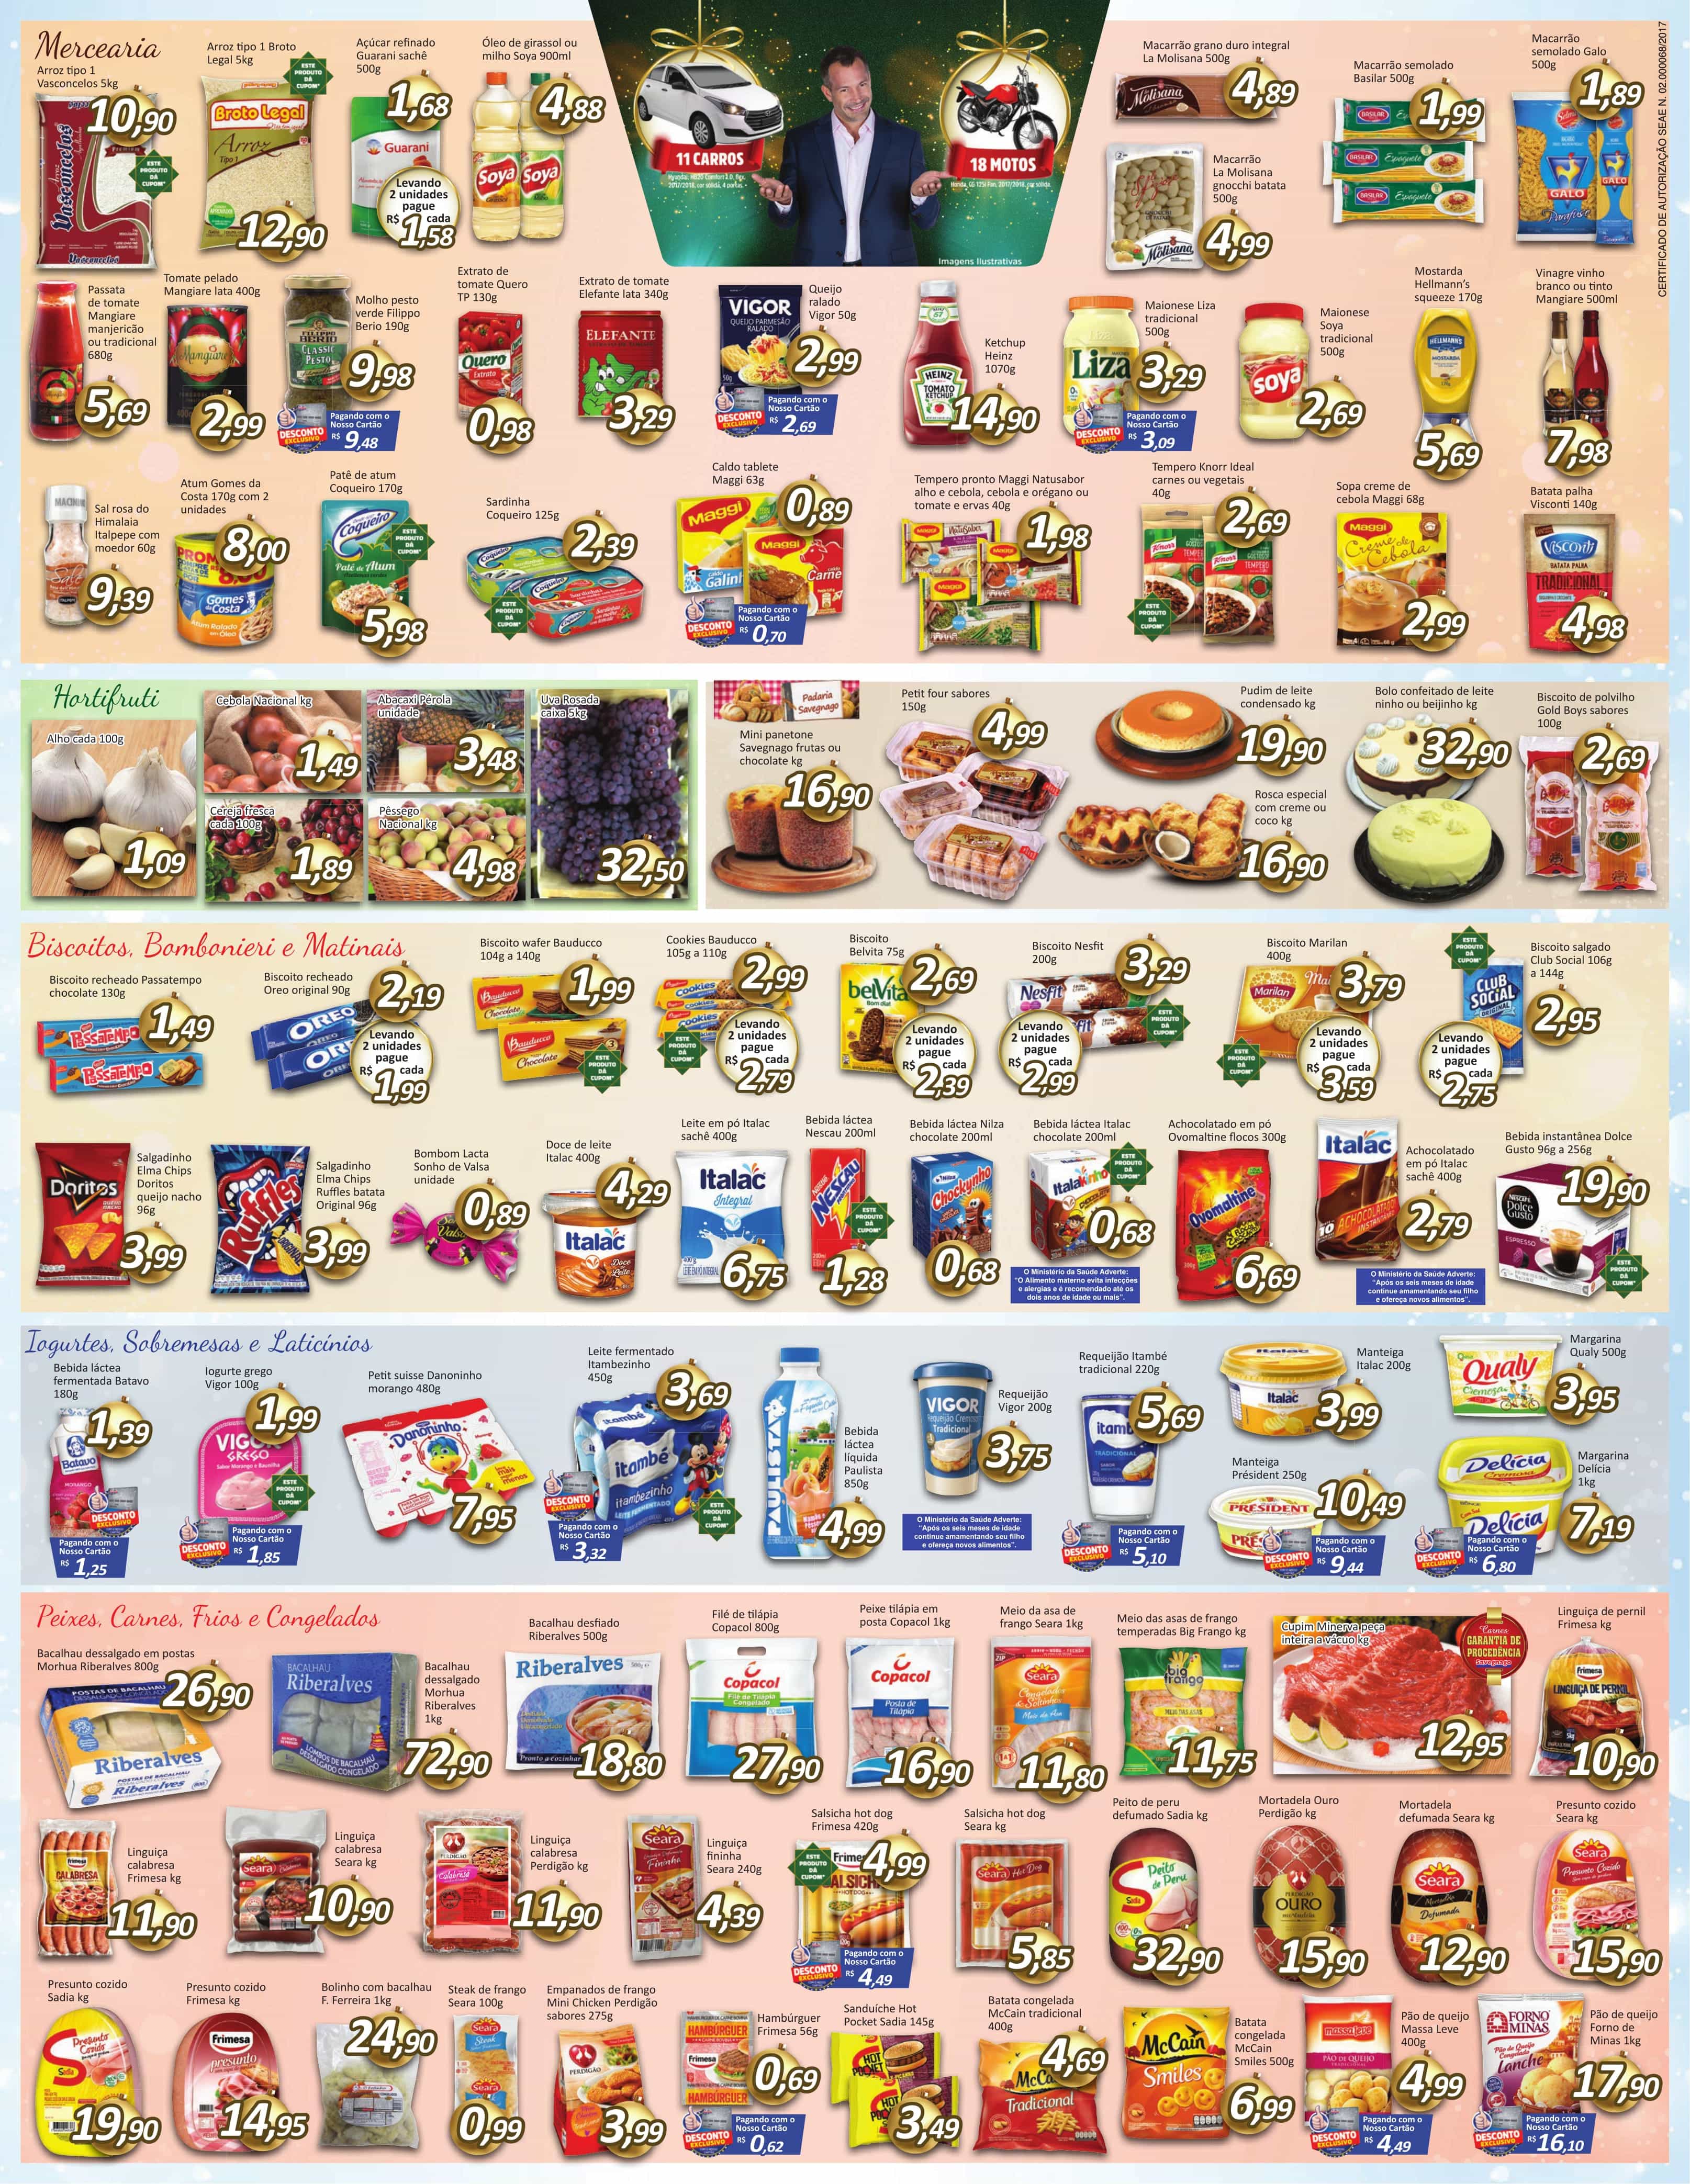 Mercearia
Arroz tipo 1
Vasconcelos 5kg
10,90
ESTE PRODUTO DÁ CUPOM*
Arroz tipo 1 Broto
Legal 5kg
ESTE PRODUTO DÁ CUPOM*
12,90
Açúcar refinado
Guarani sachê
500g
1,68
Levando
2 unidades
pague
R$ 1,58 cada
Óleo de girassol ou
milho Soya 900ml
4,88
11 CARROS
Hyundai, HB20 Comfort 1.0, flex,
2017/2018, cor sólida, 4 portas.
18 MOTOS
Honda, CG 125i Fan, 2017/2018, cor sólida.
Imagens Ilustrativas
Macarrão grano duro integral
La Molisana 500g
4,89
Macarrão
La Molisana
gnocchi batata
500g
4,99
Macarrão semolado
Basilar 500g
1,99
Macarrão
semolado Galo
500g
1,89
CERTIFICADO DE AUTORIZAÇÃO SEAE N. 02.000068/2017
Passata
de tomate
Mangiare
manjericão
ou tradicional
680g
5,69
Tomate pelado
Mangiare lata 400g
2,99
Molho pesto
verde Filippo
Berio 190g
9,98
DESCONTO EXCLUSIVO
Pagando com o
Nosso Cartão
R$ 9,48
Extrato de
tomate Quero
TP 130g
0,98
Extrato de tomate
Elefante lata 340g
3,29
Queijo
ralado
Vigor 50g
2,99
DESCONTO EXCLUSIVO
Pagando com o
Nosso Cartão
R$ 2,69
Ketchup
Heinz
1070g
14,90
Maionese Liza
tradicional
500g
3,29
DESCONTO EXCLUSIVO
Pagando com o
Nosso Cartão
R$ 3,09
Maionese
Soya
tradicional
500g
2,69
Mostarda
Hellmann's
squeeze 170g
5,69
Vinagre vinho
branco ou tinto
Mangiare 500ml
7,98
Sal rosa do
Himalaia
Italpepe com
moedor 60g
9,39
Atum Gomes da
Costa 170g com 2
unidades
8,00
Patê de atum
Coqueiro 170g
ESTE PRODUTO DÁ CUPOM*
5,98
Sardinha
Coqueiro 125g
2,39
ESTE PRODUTO DÁ CUPOM*
Caldo tablete
Maggi 63g
0,89
DESCONTO EXCLUSIVO
Pagando com o
Nosso Cartão
R$ 0,70
Tempero pronto Maggi Natusabor
alho e cebola, cebola e orégano ou
tomate e ervas 40g
1,98
Tempero Knorr Ideal
carnes ou vegetais
40g
2,69
ESTE PRODUTO DÁ CUPOM*
Sopa creme de
cebola Maggi 68g
2,99
Batata palha
Visconti 140g
4,98
Hortifruti
Alho cada 100g
1,09
Cebola Nacional kg
1,49
Abacaxi Pérola
unidade
3,48
Cereja fresca
cada 100g
1,89
Pêssego
Nacional kg
4,98
Uva Rosada
caixa 5kg
32,50
Padaria
Savegnago
Mini panetone
Savegnago frutas ou
chocolate kg
16,90
Petit four sabores
150g
4,99
Pudim de leite
condensado kg
19,90
Rosca especial
com creme ou
coco kg
16,90
Bolo confeitado de leite
ninho ou beijinho kg
32,90
Biscoito de polvilho
Gold Boys sabores
100g
2,69
Biscoitos, Bombonieri e Matinais
Biscoito recheado Passatempo
chocolate 130g
1,49
Biscoito recheado
Oreo original 90g
2,19
Levando
2 unidades
pague
R$ 1,99 cada
Biscoito wafer Bauducco
104g a 140g
1,99
ESTE PRODUTO DÁ CUPOM*
Cookies Bauducco
105g a 110g
2,99
ESTE PRODUTO DÁ CUPOM*
Levando
2 unidades
pague
R$ 2,79 cada
Biscoito
Belvita 75g
2,69
Levando
2 unidades
pague
R$ 2,39 cada
Biscoito Nesfit
200g
3,29
Levando
2 unidades
pague
R$ 2,99 cada
ESTE PRODUTO DÁ CUPOM*
Biscoito Marilan
400g
3,79
ESTE PRODUTO DÁ CUPOM*
Levando
2 unidades
pague
R$ 3,59 cada
ESTE PRODUTO DÁ CUPOM*
Biscoito salgado
Club Social 106g
a 144g
2,95
Levando
2 unidades
pague
R$ 2,75 cada
Salgadinho
Elma Chips
Doritos
queijo nacho
96g
3,99
Salgadinho
Elma Chips
Ruffles batata
Original 96g
3,99
Bombom Lacta
Sonho de Valsa
unidade
0,89
Doce de leite
Italac 400g
4,29
Leite em pó Italac
sachê 400g
6,75
Bebida láctea
Nescau 200ml
ESTE PRODUTO DÁ CUPOM*
1,28
Bebida láctea Nilza
chocolate 200ml
0,68
Bebida láctea Italac
chocolate 200ml
ESTE PRODUTO DÁ CUPOM*
0,68
O Ministério da Saúde Adverte:
"O Alimento materno evita infecções
e alergias e é recomendado até os
dois anos de idade ou mais".
Achocolatado em pó
Ovomaltine flocos 300g
6,69
Achocolatado
em pó Italac
sachê 400g
2,79
O Ministério da Saúde Adverte:
"Após os seis meses de idade
continue amamentando seu filho
e ofereça novos alimentos".
Bebida instantânea Dolce
Gusto 96g a 256g
19,90
ESTE PRODUTO DÁ CUPOM*
Iogurtes, Sobremesas e Laticínios
Bebida láctea
fermentada Batavo
180g
1,39
DESCONTO EXCLUSIVO
Pagando com o
Nosso Cartão
R$ 1,25
Iogurte grego
Vigor 100g
1,99
ESTE PRODUTO DÁ CUPOM*
DESCONTO EXCLUSIVO
Pagando com o
Nosso Cartão
R$ 1,85
Petit suisse Danoninho
morango 480g
7,95
Leite fermentado
Itambezinho
450g
3,69
DESCONTO EXCLUSIVO
Pagando com o
Nosso Cartão
R$ 3,32
ESTE PRODUTO DÁ CUPOM*
Bebida
láctea
líquida
Paulista
850g
4,99
Requeijão
Vigor 200g
3,75
O Ministério da Saúde Adverte:
"Após os seis meses de idade
continue amamentando seu filho
e ofereça novos alimentos".
Requeijão Itambé
tradicional 220g
5,69
DESCONTO EXCLUSIVO
Pagando com o
Nosso Cartão
R$ 5,10
Manteiga
Italac 200g
3,99
Manteiga
Président 250g
10,49
DESCONTO EXCLUSIVO
Pagando com o
Nosso Cartão
R$ 9,44
Margarina
Qualy 500g
3,95
Margarina
Delícia
1kg
7,19
DESCONTO EXCLUSIVO
Pagando com o
Nosso Cartão
R$ 6,80
Peixes, Carnes, Frios e Congelados
Bacalhau dessalgado em postas
Morhua Riberalves 800g
26,90
Bacalhau
dessalgado
Morhua
Riberalves
1kg
72,90
Bacalhau desfiado
Riberalves 500g
18,80
Filé de tilápia
Copacol 800g
27,90
Peixe tilápia em
posta Copacol 1kg
16,90
Meio da asa de
frango Seara 1kg
11,80
Meio das asas de frango
temperadas Big Frango kg
11,75
Cupim Minerva peça
inteira a vácuo kg
Carnes
GARANTIA DE
PROCEDÊNCIA
Savegnago
12,95
Linguiça de pernil
Frimesa kg
10,90
Linguiça
calabresa
Frimesa kg
11,90
Linguiça
calabresa
Seara kg
10,90
Linguiça
calabresa
Perdigão kg
11,90
Linguiça
fininha
Seara 240g
4,39
Salsicha hot dog
Frimesa 420g
ESTE PRODUTO DÁ CUPOM*
4,99
DESCONTO EXCLUSIVO
Pagando com o
Nosso Cartão
R$ 4,49
Salsicha hot dog
Seara kg
5,85
Peito de peru
defumado Sadia kg
32,90
Mortadela Ouro
Perdigão kg
15,90
Mortadela
defumada Seara kg
12,90
Presunto cozido
Seara kg
15,90
Presunto cozido
Sadia kg
19,90
Presunto cozido
Frimesa kg
14,95
Bolinho com bacalhau
F. Ferreira 1kg
24,90
Steak de frango
Seara 100g
0,99
Empanados de frango
Mini Chicken Perdigão
sabores 275g
3,99
Hambúrguer
Frimesa 56g
0,69
DESCONTO EXCLUSIVO
Pagando com o
Nosso Cartão
R$ 0,62
Sanduíche Hot
Pocket Sadia 145g
3,49
Batata congelada
McCain tradicional
400g
4,69
Batata
congelada
McCain
Smiles 500g
6,99
Pão de queijo
Massa Leve
400g
4,99
DESCONTO EXCLUSIVO
Pagando com o
Nosso Cartão
R$ 4,49
Pão de queijo
Forno de
Minas 1kg
17,90
DESCONTO EXCLUSIVO
Pagando com o
Nosso Cartão
R$ 16,10